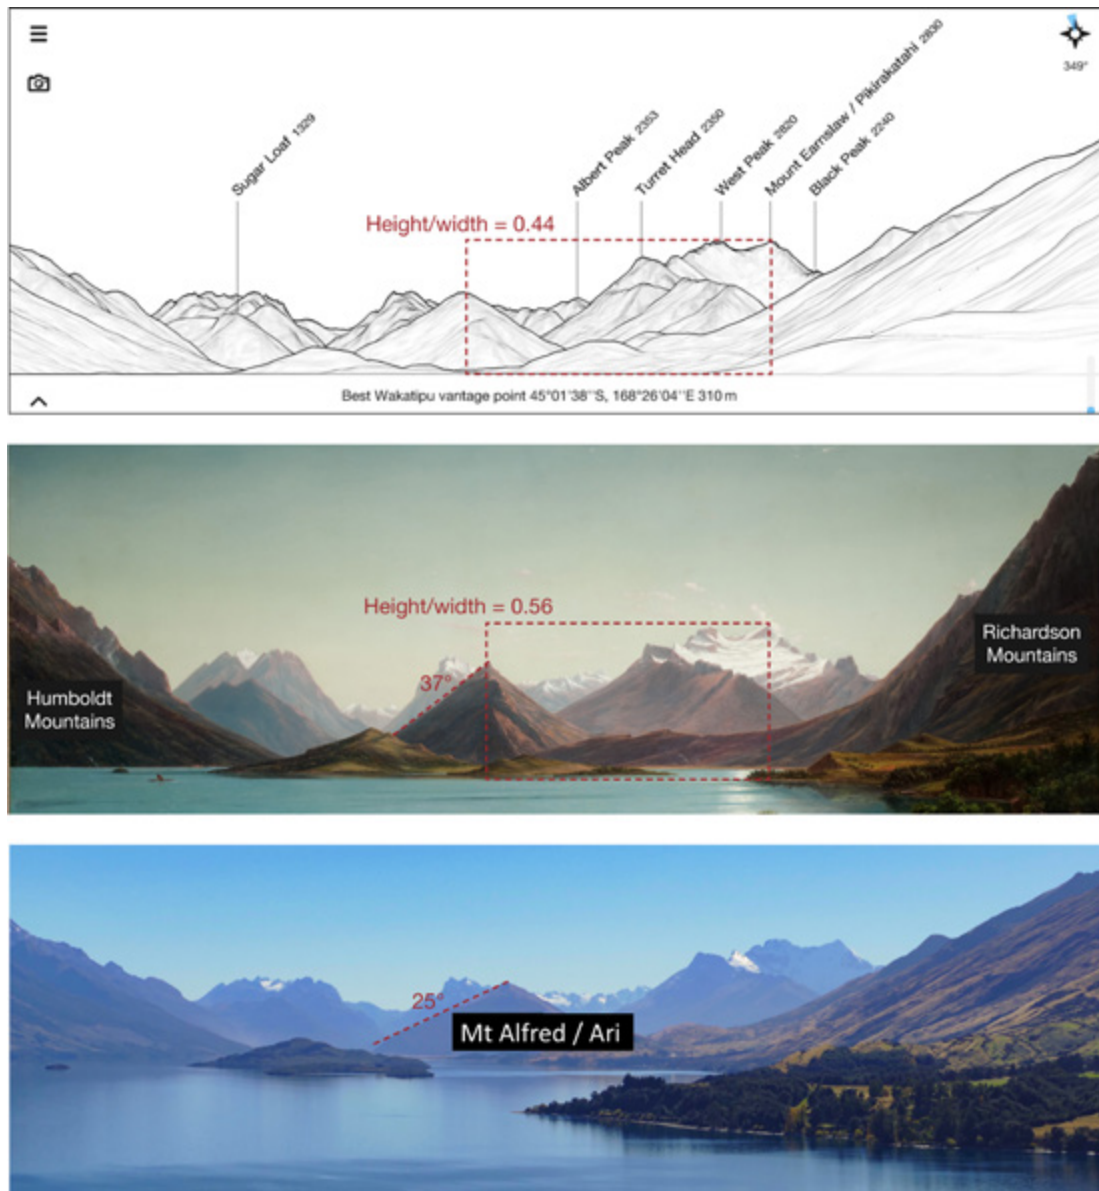 349°
Sugar Loaf 1329
Albert Peak 2353
Turret Head 2350
West Peak 2820
Mount Earnslaw / Pikirakatahi 2830
Black Peak 2240
Height/width = 0.44
Best Wakatipu vantage point 45°01'38''S, 168°26'04''E 310 m
Height/width = 0.56
Richardson
Mountains
37°
Humboldt
Mountains
25°
Mt Alfred / Ari